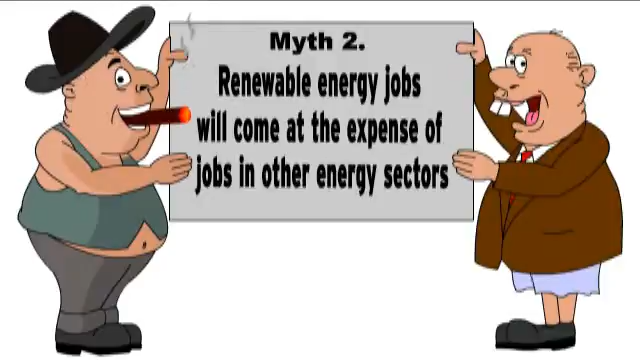 Myth 2.
Renewable energy jobs
will come at the expense of
jobs in other energy sectors